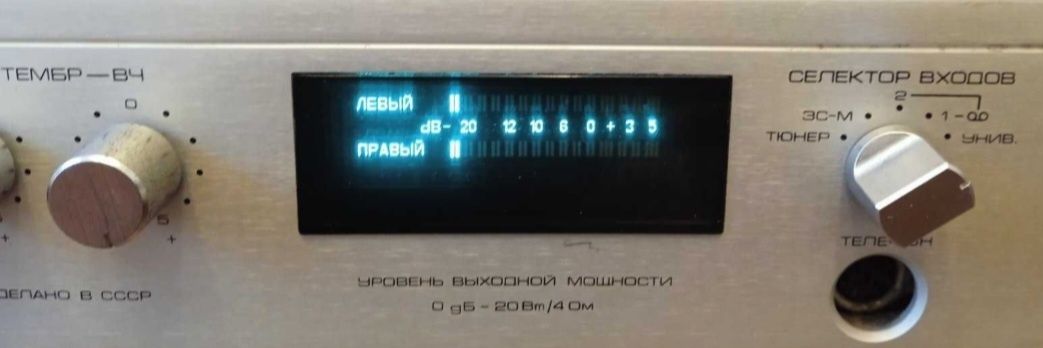 ТЕМБР—ВЧ
0
5
+
+
ДЕЛАНО В СССР
ЛЕВЫЙ
dB- 20 12 10 6 0 + 3 5
ПРАВЫЙ
УРОВЕНЬ ВЫХОДНОЙ МОЩНОСТИ
0 дБ – 20 Вт/4 Ом
СЕЛЕКТОР ВХОДОВ
2
ЗС-М
1
ТЮНЕР
УНИВ.